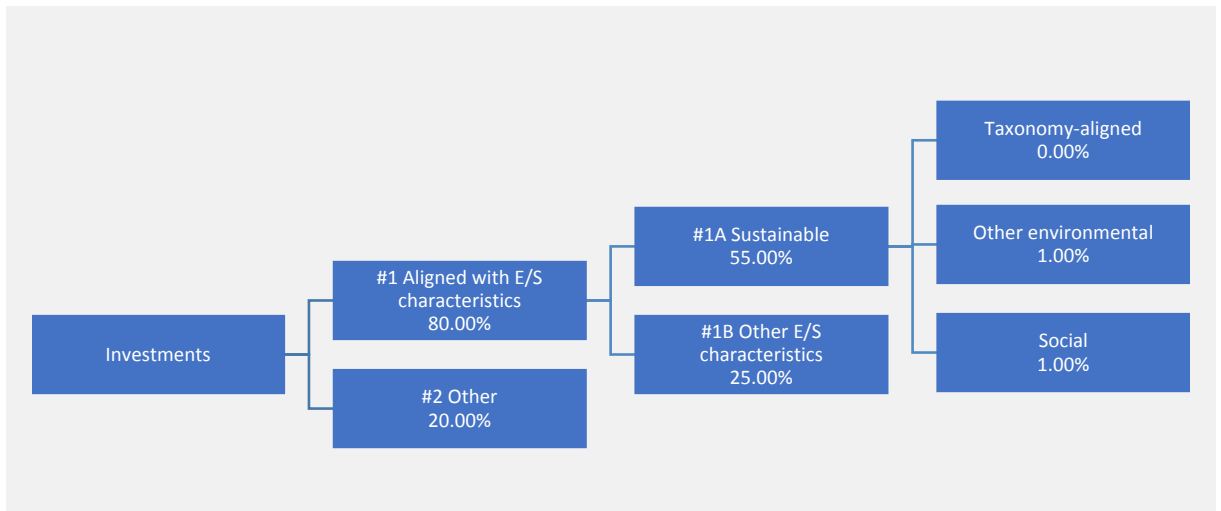 Investments
#1 Aligned with E/S
characteristics
80.00%
#2 Other
20.00%
#1A Sustainable
55.00%
#1B Other E/S
characteristics
25.00%
Taxonomy-aligned
0.00%
Other environmental
1.00%
Social
1.00%